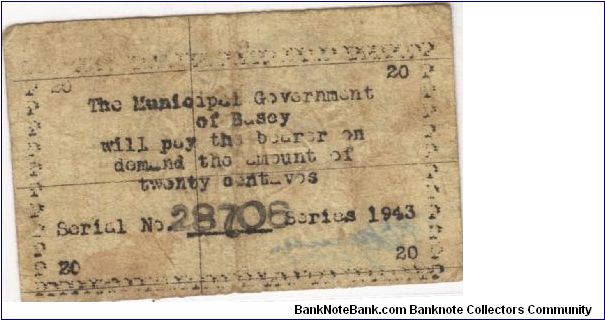 20 20
The Municipal Government
of Basey
will pay the bearer on
demand the amount of
twenty centavos
Serial No. 28706 Series 1943
20 20
BankNoteBank.com Banknote Collectors Community